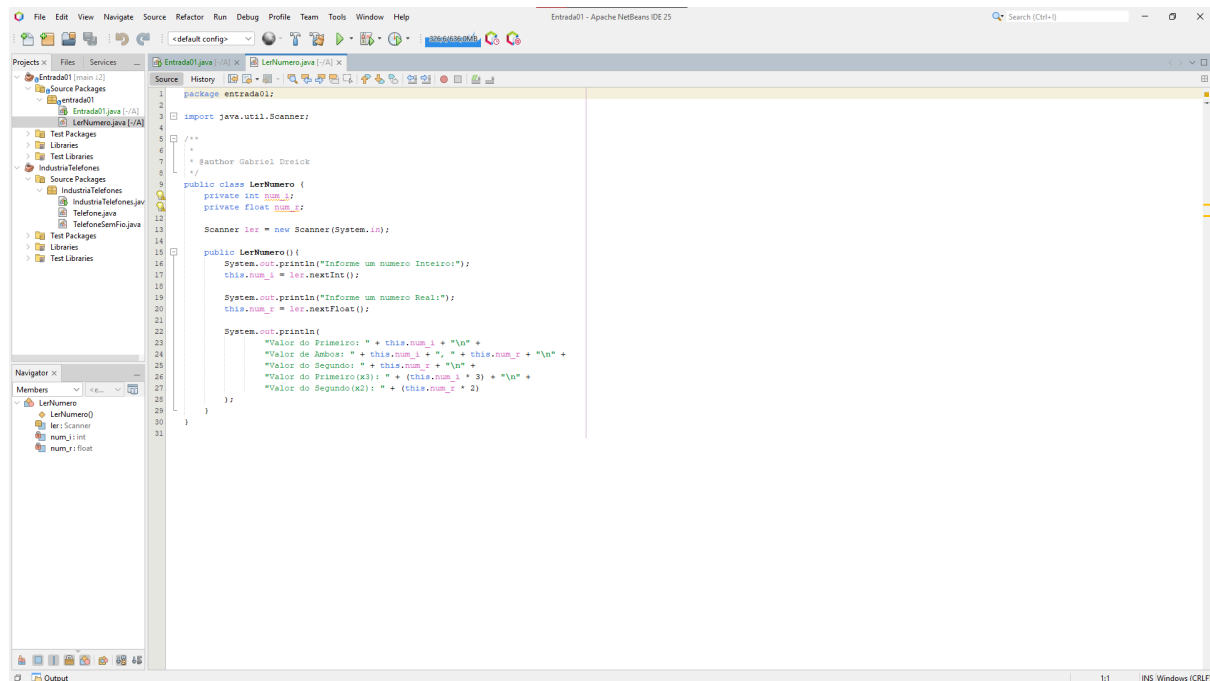 File Edit View Navigate Source Refactor Run Debug Profile Team Tools Window Help
Entrada01 - Apache NetBeans IDE 25
Search (Ctrl+I)
<default config>
326,6/636,0MB
Projects
Files
Services
Entrada01 [main ↓2]
Source Packages
entrada01
Entrada01.java [-/A]
LerNumero.java [-/A]
Test Packages
Libraries
Test Libraries
IndustriaTelefones
Source Packages
IndustriaTelefones
IndustriaTelefones.jav
Telefone.java
TelefoneSemFio.java
Test Packages
Libraries
Test Libraries
Navigator
Members
<e...
LerNumero
LerNumero()
ler : Scanner
num_i : int
num_r : float
Entrada01.java [-/A]
LerNumero.java [-/A]
Source History
1 package entrada01;
2
3 import java.util.Scanner;
4
5 /**
6 *
7 * @author Gabriel Dreick
8 */
9 public class LerNumero {
private int num_i;
private float num_r;
12
13 Scanner ler = new Scanner(System.in);
14
15 public LerNumero(){
16 System.out.println("Informe um numero Inteiro:");
17 this.num_i = ler.nextInt();
18
19 System.out.println("Informe um numero Real:");
20 this.num_r = ler.nextFloat();
21
22 System.out.println(
23 "Valor do Primeiro: " + this.num_i + "\n" +
24 "Valor de Ambos: " + this.num_i + ", " + this.num_r + "\n" +
25 "Valor do Segundo: " + this.num_r + "\n" +
26 "Valor do Primeiro(x3): " + (this.num_i * 3) + "\n" +
27 "Valor do Segundo(x2): " + (this.num_r * 2)
28 );
29 }
30 }
31
Output
1:1
INS Windows (CRLF